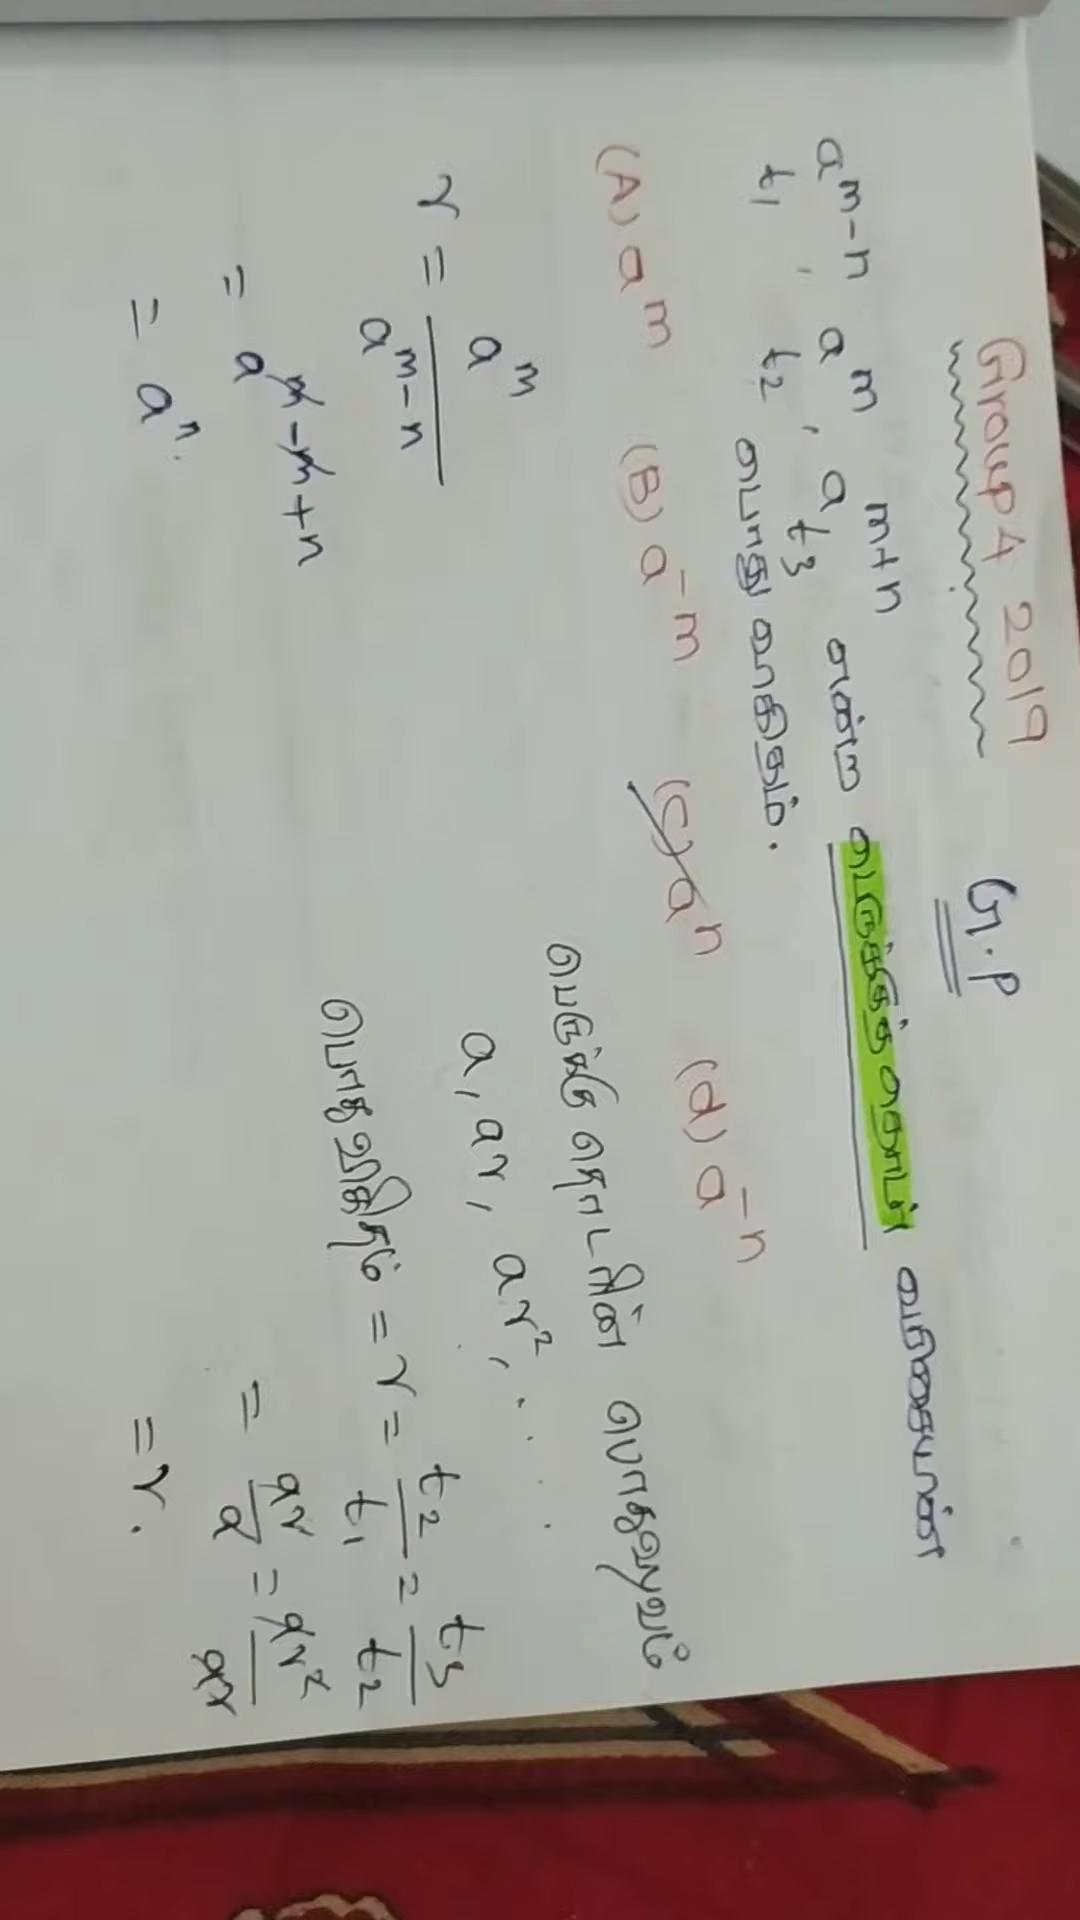 Group 4 2019 G.P
a^{m-n}, a^m, a^{m+n} என்ற பெருக்குத் தொடர் வரிசையின்
t₁ t₂ t₃
பொது விகிதம்.
(A) a^m (B) a^{-m} (C) a^n (d) a^{-n}
பெருக்கு தொடரின் பொதுவடிவம்
a, ar, ar², . . . .
r = a^m / a^{m-n}
பொதுவிகிதம் = r = t₂/t₁ = t₃/t₂
= a^{m-m+n}
= ar/a = ar²/ar
= a^n.
= r.